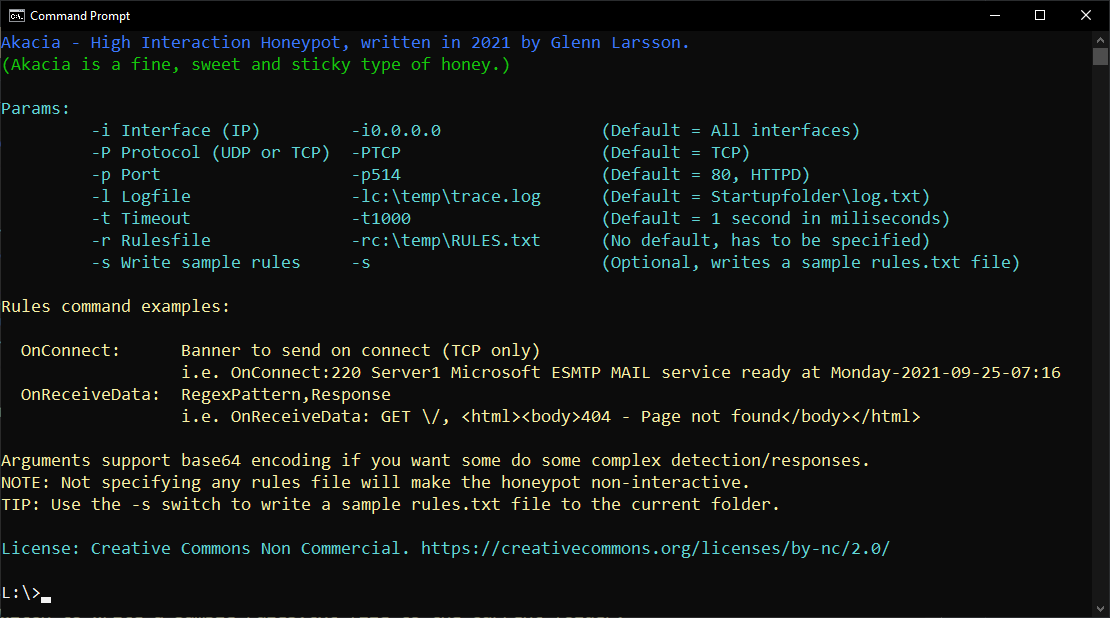 Command Prompt
Akacia - High Interaction Honeypot, written in 2021 by Glenn Larsson.
(Akacia is a fine, sweet and sticky type of honey.)
Params:
-i Interface (IP) -i0.0.0.0 (Default = All interfaces)
-P Protocol (UDP or TCP) -PTCP (Default = TCP)
-p Port -p514 (Default = 80, HTTPD)
-l Logfile -lc:\temp\trace.log (Default = Startupfolder\log.txt)
-t Timeout -t1000 (Default = 1 second in miliseconds)
-r Rulesfile -rc:\temp\RULES.txt (No default, has to be specified)
-s Write sample rules -s (Optional, writes a sample rules.txt file)
Rules command examples:
OnConnect: Banner to send on connect (TCP only)
i.e. OnConnect:220 Server1 Microsoft ESMTP MAIL service ready at Monday-2021-09-25-07:16
OnReceiveData: RegexPattern,Response
i.e. OnReceiveData: GET \/, <html><body>404 - Page not found</body></html>
Arguments support base64 encoding if you want some do some complex detection/responses.
NOTE: Not specifying any rules file will make the honeypot non-interactive.
TIP: Use the -s switch to write a sample rules.txt file to the current folder.
License: Creative Commons Non Commercial. https://creativecommons.org/licenses/by-nc/2.0/
L:\>